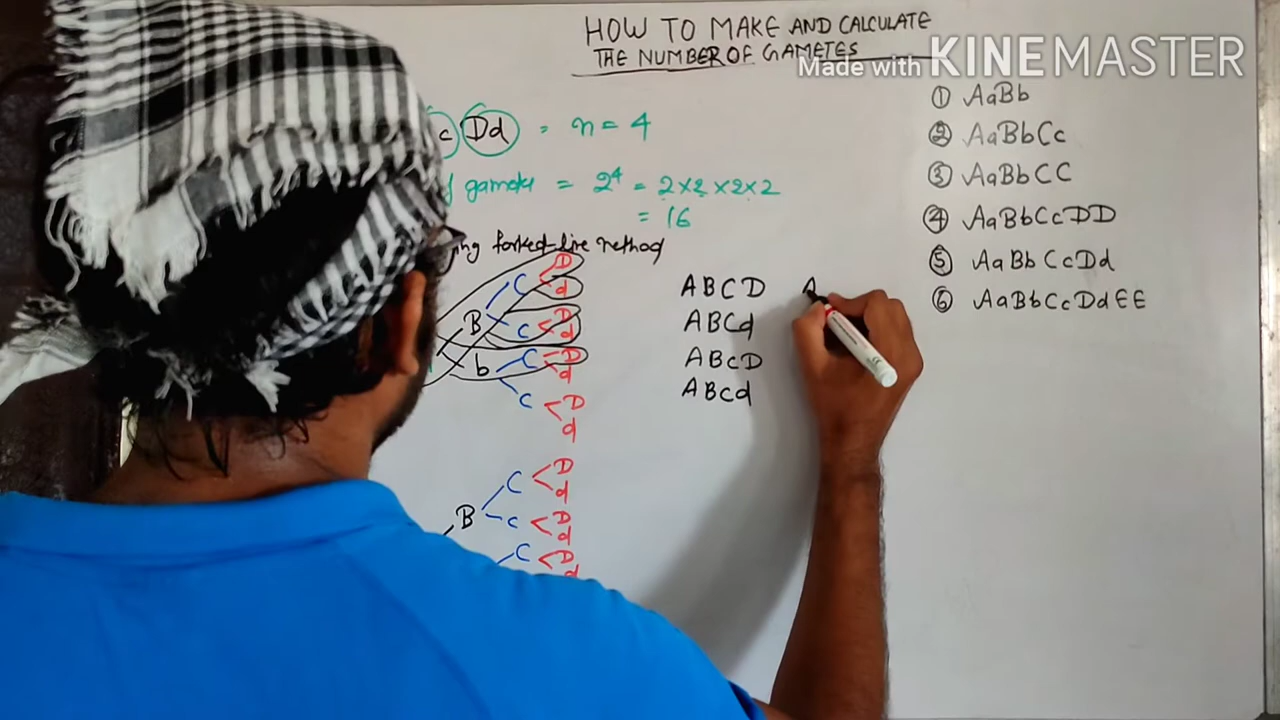 HOW TO MAKE AND CALCULATE
THE NUMBER OF GAMETES
Made with KINEMASTER
c Dd = n = 4
gametes = 2⁴ = 2×2×2×2
= 16
forked-line method
D
C
d
B
D
c
d
D
b
C
d
D
c
d
D
C
d
B
D
c
d
D
C
d
ABCD
ABCd
ABcD
ABcd
A
① AaBb
② AaBbCc
③ AaBbCC
④ AaBbCcDD
⑤ AaBbCcDd
⑥ AaBbCcDdEE